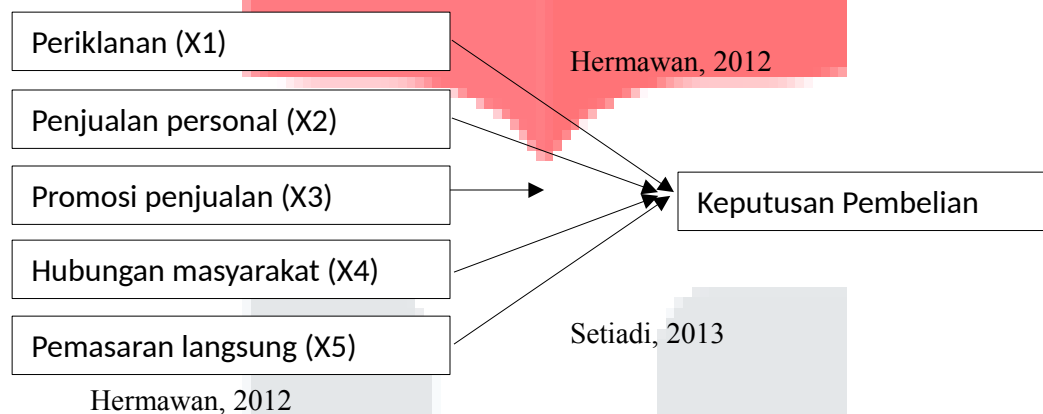 Periklanan (X1)
Hermawan, 2012
Penjualan personal (X2)
Promosi penjualan (X3)
Keputusan Pembelian
Hubungan masyarakat (X4)
Setiadi, 2013
Pemasaran langsung (X5)
Hermawan, 2012